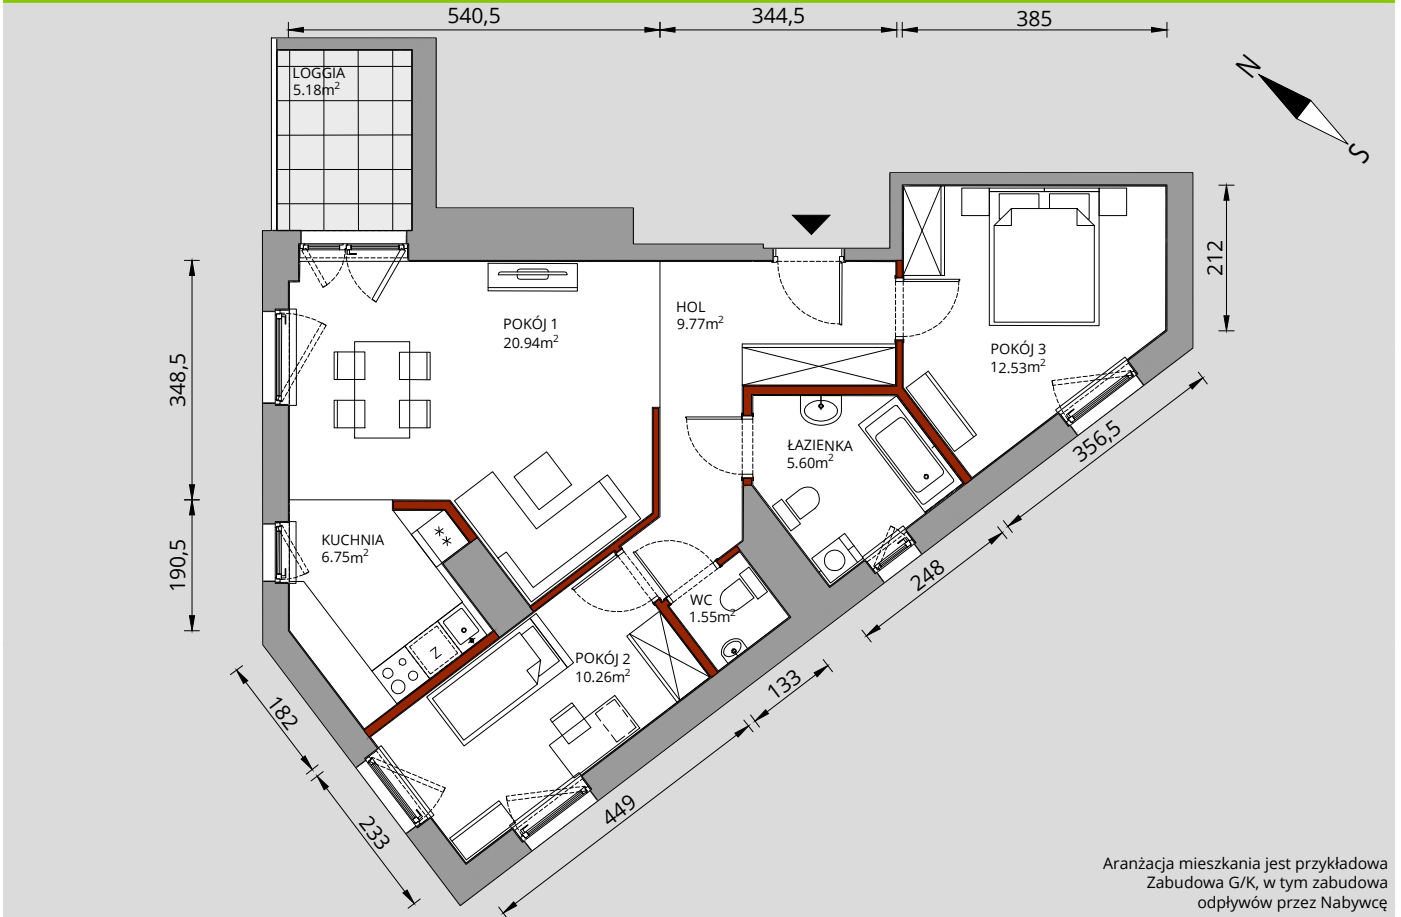 540,5
344,5
385
N
S
LOGGIA
5.18m²
212
HOL
9.77m²
POKÓJ 1
20.94m²
POKÓJ 3
12.53m²
348,5
356,5
ŁAZIENKA
5.60m²
KUCHNIA
6.75m²
**
190,5
248
WC
1.55m²
Z
POKÓJ 2
10.26m²
133
182
449
233
Aranżacja mieszkania jest przykładowa
Zabudowa G/K, w tym zabudowa
odpływów przez Nabywcę